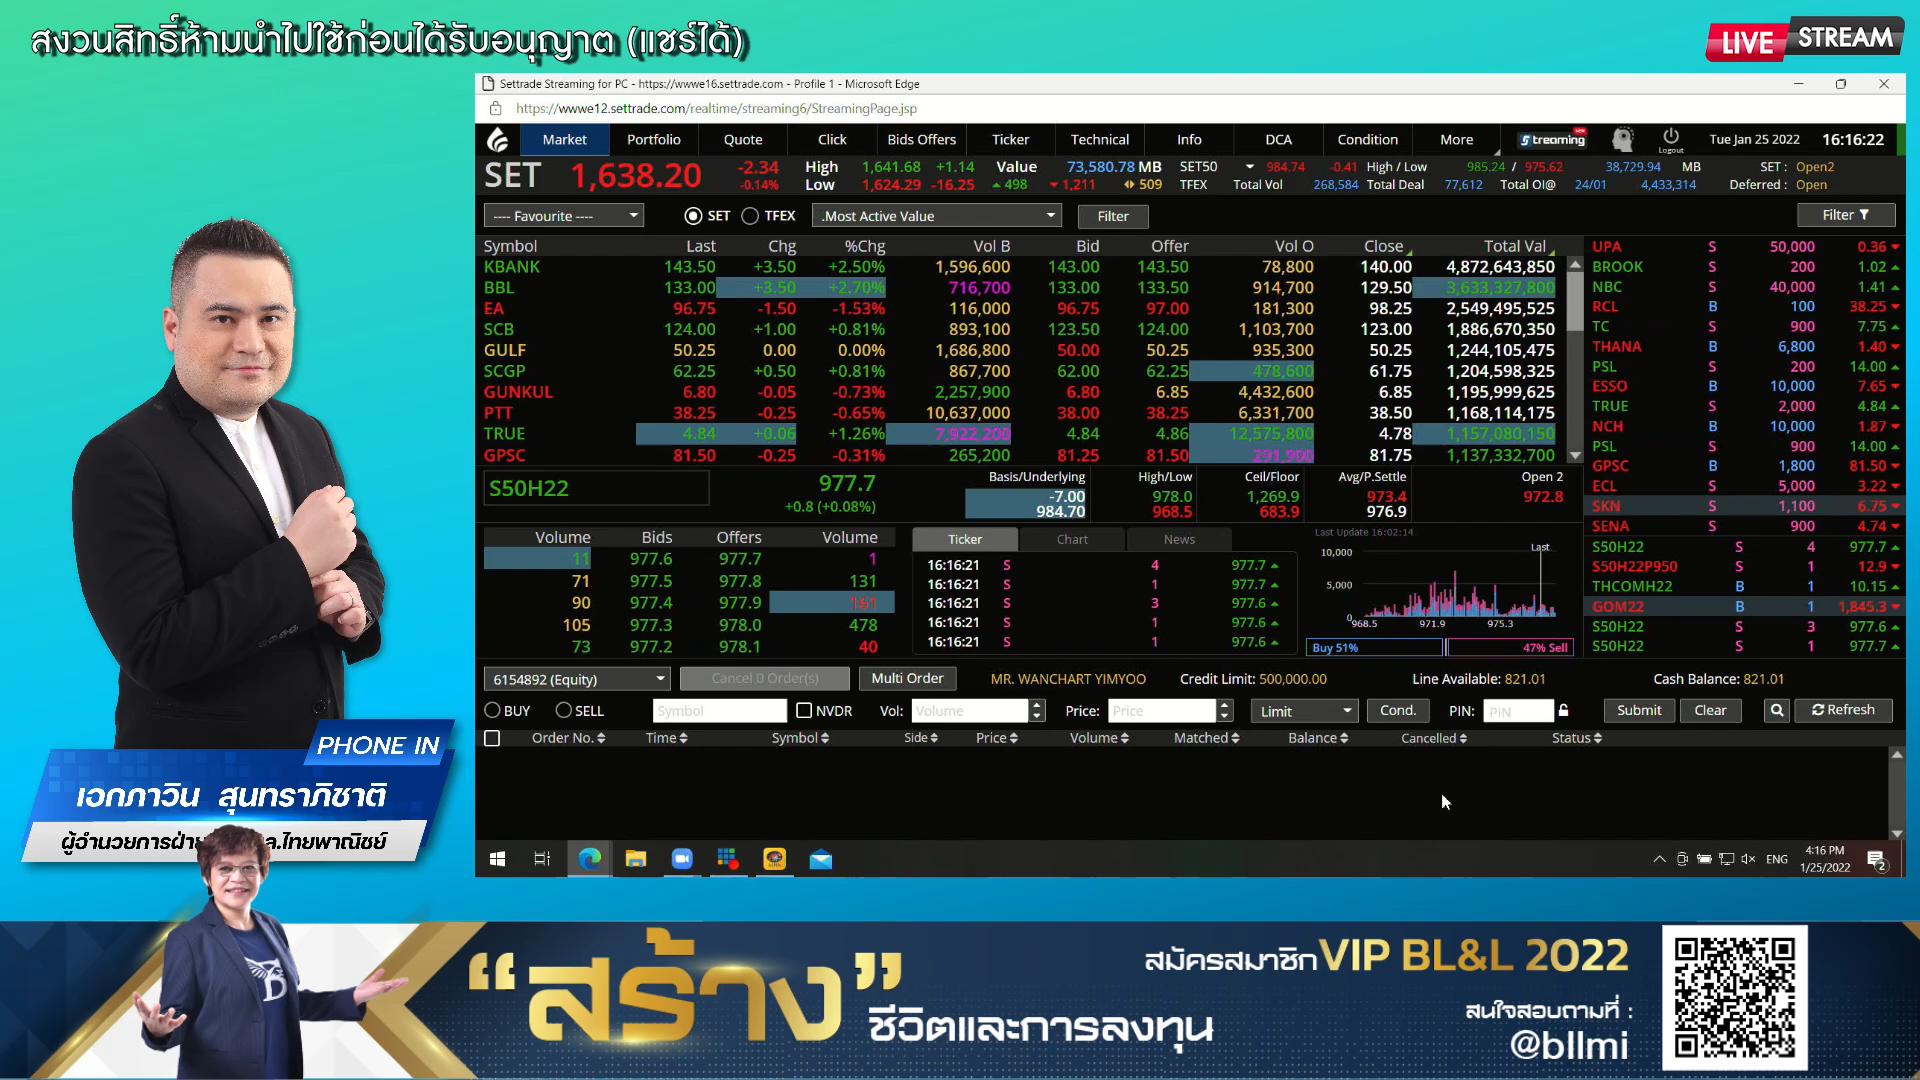 สงวนสิทธิ์ห้ามนำไปใช้ก่อนได้รับอนุญาต (แชร์ได้)
LIVE STREAM
Settrade Streaming for PC - https://wwwe16.settrade.com - Profile 1 - Microsoft Edge
https://wwwe12.settrade.com/realtime/streaming6/StreamingPage.jsp
Market Portfolio Quote Click Bids Offers Ticker Technical Info DCA Condition More Streaming Logout Tue Jan 25 2022 16:16:22
SET 1,638.20 -2.34 -0.14%
High 1,641.68 +1.14 Value 73,580.78 MB SET50 984.74 -0.41 High / Low 985.24 / 975.62 38,729.94 MB SET : Open2
Low 1,624.29 -16.25 498 1,211 509 TFEX Total Vol 268,584 Total Deal 77,612 Total OI@ 24/01 4,433,314 Deferred : Open
---- Favourite ---- SET TFEX .Most Active Value Filter Filter
Symbol Last Chg %Chg Vol B Bid Offer Vol O Close Total Val
KBANK 143.50 +3.50 +2.50% 1,596,600 143.00 143.50 78,800 140.00 4,872,643,850
BBL 133.00 +3.50 +2.70% 716,700 133.00 133.50 914,700 129.50 3,633,327,800
EA 96.75 -1.50 -1.53% 116,000 96.75 97.00 181,300 98.25 2,549,495,525
SCB 124.00 +1.00 +0.81% 893,100 123.50 124.00 1,103,700 123.00 1,886,670,350
GULF 50.25 0.00 0.00% 1,686,800 50.00 50.25 935,300 50.25 1,244,105,475
SCGP 62.25 +0.50 +0.81% 867,700 62.00 62.25 478,600 61.75 1,204,598,325
GUNKUL 6.80 -0.05 -0.73% 2,257,900 6.80 6.85 4,432,600 6.85 1,195,999,625
PTT 38.25 -0.25 -0.65% 10,637,000 38.00 38.25 6,331,700 38.50 1,168,114,175
TRUE 4.84 +0.06 +1.26% 7,922,200 4.84 4.86 12,575,800 4.78 1,157,080,150
GPSC 81.50 -0.25 -0.31% 265,200 81.25 81.50 291,900 81.75 1,137,332,700
UPA S 50,000 0.36
BROOK S 200 1.02
NBC S 40,000 1.41
RCL B 100 38.25
TC S 900 7.75
THANA B 6,800 1.40
PSL S 200 14.00
ESSO B 10,000 7.65
TRUE S 2,000 4.84
NCH B 10,000 1.87
PSL S 900 14.00
GPSC B 1,800 81.50
ECL S 5,000 3.22
SKN S 1,100 6.75
SENA S 900 4.74
S50H22 S 4 977.7
S50H22P950 S 1 12.9
THCOMH22 B 1 10.15
GOM22 B 1 1,845.3
S50H22 S 3 977.6
S50H22 S 1 977.7
S50H22 977.7 +0.8 (+0.08%)
Basis/Underlying High/Low Ceil/Floor Avg/P.Settle Open 2
-7.00 978.0 1,269.9 973.4 972.8
984.70 968.5 683.9 976.9
Volume Bids Offers Volume
11 977.6 977.7 1
71 977.5 977.8 131
90 977.4 977.9 161
105 977.3 978.0 478
73 977.2 978.1 40
Ticker Chart News
16:16:21 S 4 977.7
16:16:21 S 1 977.7
16:16:21 S 3 977.6
16:16:21 S 1 977.6
16:16:21 S 1 977.6
Last Update 16:02:14
Last
10,000
5,000
0
968.5 971.9 975.3
Buy 51% 47% Sell
6154892 (Equity) Cancel 0 Order(s) Multi Order MR. WANCHART YIMYOO Credit Limit: 500,000.00 Line Available: 821.01 Cash Balance: 821.01
BUY SELL Symbol NVDR Vol: Volume Price: Price Limit Cond. PIN: PIN Submit Clear Refresh
Order No. Time Symbol Side Price Volume Matched Balance Cancelled Status
ENG 4:16 PM
1/25/2022 2
PHONE IN
เอกภาวิน สุนทราภิชาติ
ผู้อำนวยการฝ่าย ล.ไทยพาณิชย์
“สร้าง”
ชีวิตและการลงทุน
สมัครสมาชิกVIP BL&L 2022
สนใจสอบถามที่ :
@bllmi